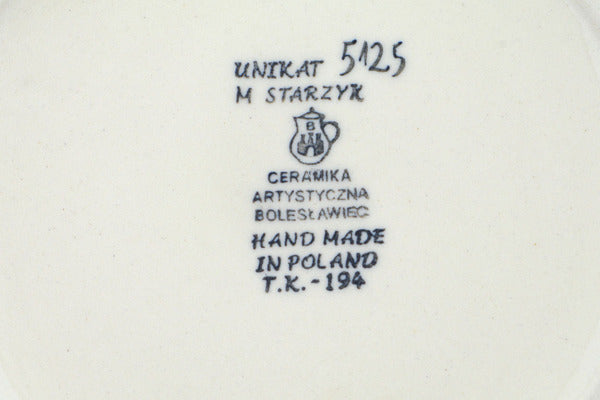 UNIKAT 5125
M STARZYK
B
CERAMIKA
ARTYSTYCZNA
BOLESŁAWIEC
HAND MADE
IN POLAND
T.K.-194